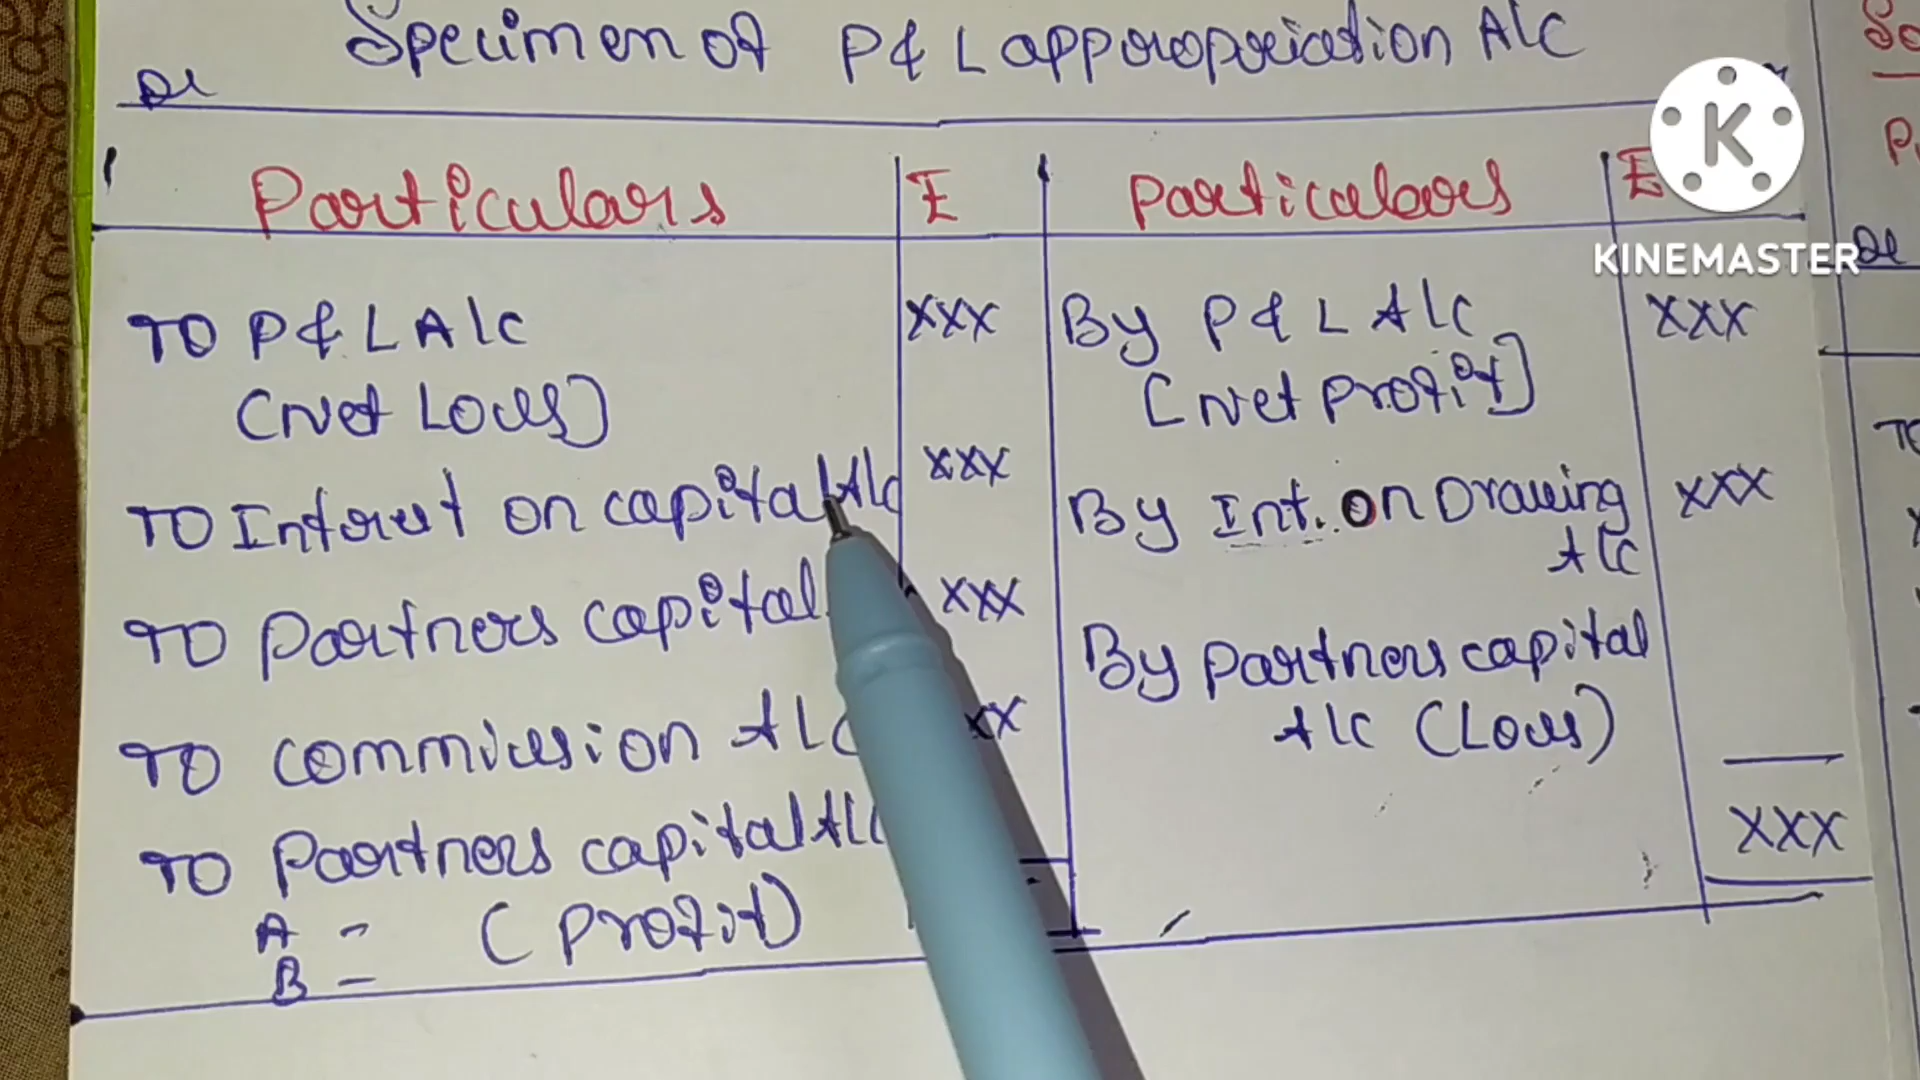 Specimen of P & L appropriation A/c
Dr
Particulars ₹ Particulars ₹
To P & L A/c xxx By P & L A/c xxx
(Net Loss) [Net profit]
To Interest on capital A/c xxx By Int. on Drawing xxx
A/c
To Partners capital xxx By Partners capital
A/c (Loss)
To commission A/c xx
To Partners capital A/c xxx
A - (Profit)
B -
K
KINEMASTER
Dr
To